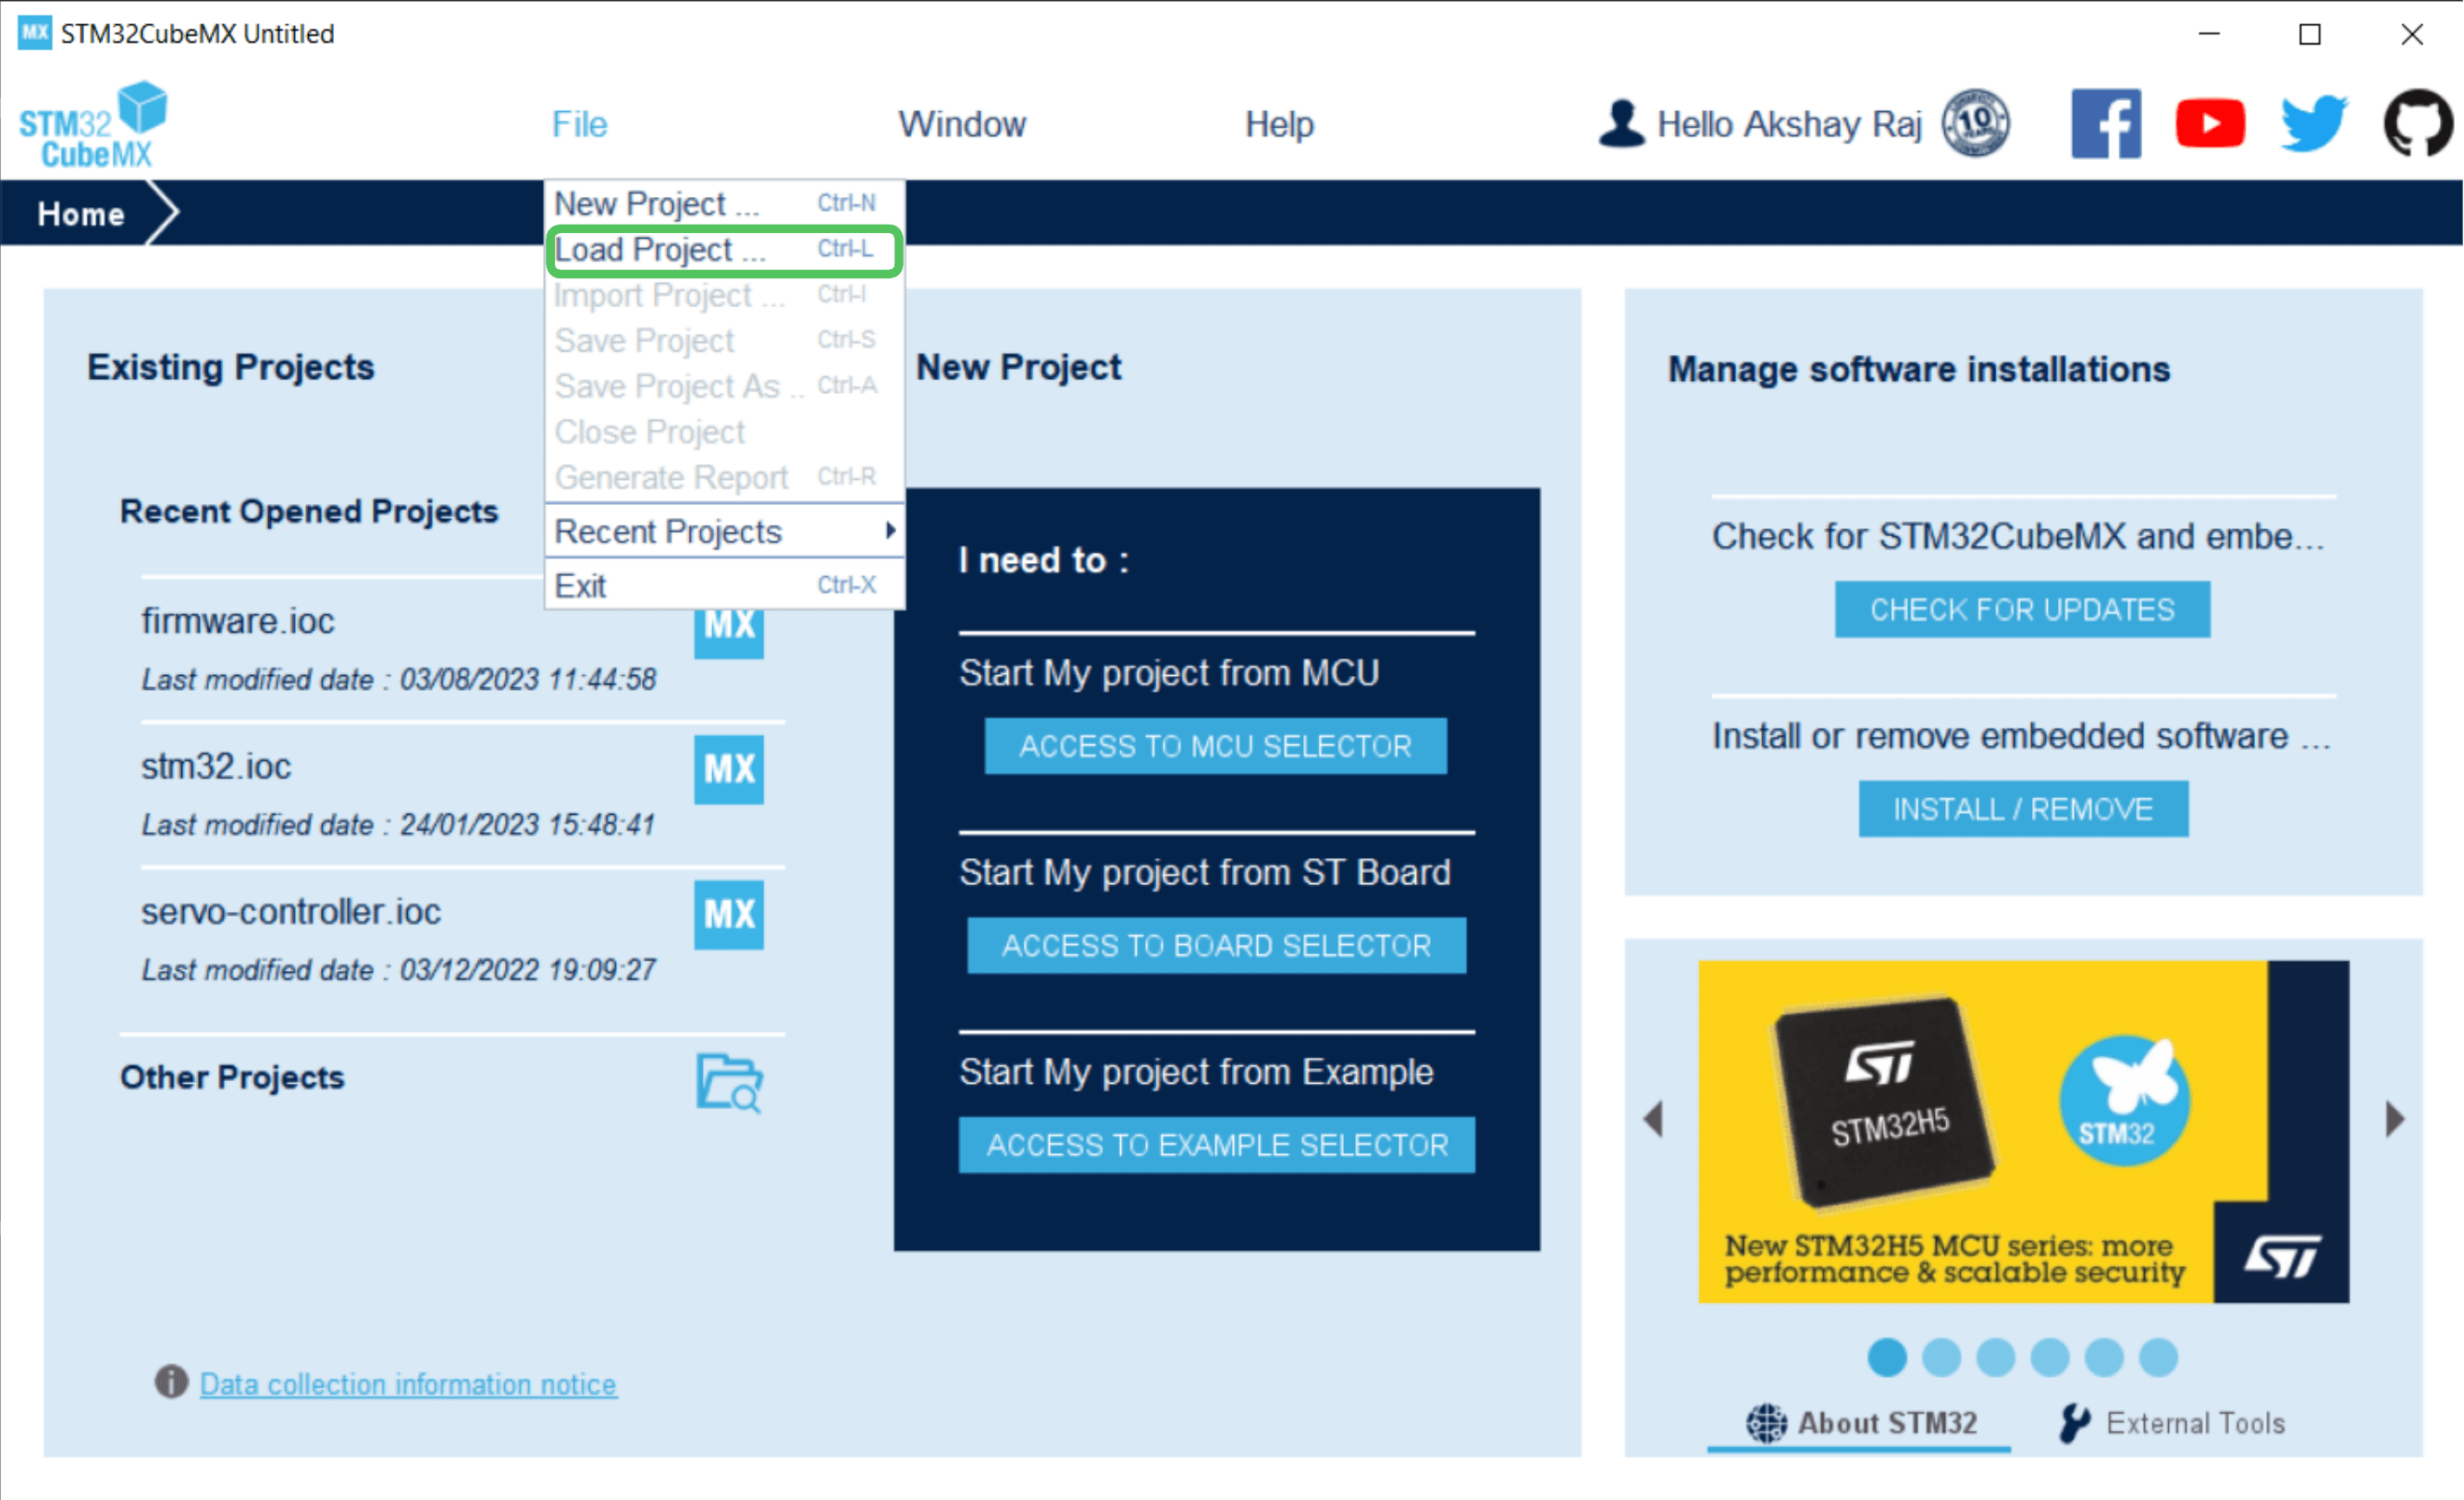 MX STM32CubeMX Untitled
STM32
CubeMX
File
Window
Help
Hello Akshay Raj
10
YEARS
Home
New Project ... Ctrl-N
Load Project ... Ctrl-L
Import Project ... Ctrl-I
Save Project Ctrl-S
Save Project As .. Ctrl-A
Close Project
Generate Report Ctrl-R
Recent Projects
Exit Ctrl-X
Existing Projects
Recent Opened Projects
firmware.ioc
MX
Last modified date : 03/08/2023 11:44:58
stm32.ioc
MX
Last modified date : 24/01/2023 15:48:41
servo-controller.ioc
MX
Last modified date : 03/12/2022 19:09:27
Other Projects
Data collection information notice
New Project
I need to :
Start My project from MCU
ACCESS TO MCU SELECTOR
Start My project from ST Board
ACCESS TO BOARD SELECTOR
Start My project from Example
ACCESS TO EXAMPLE SELECTOR
Manage software installations
Check for STM32CubeMX and embe...
CHECK FOR UPDATES
Install or remove embedded software ...
INSTALL / REMOVE
ST
STM32H5
STM32
New STM32H5 MCU series: more
performance & scalable security
ST
About STM32
External Tools